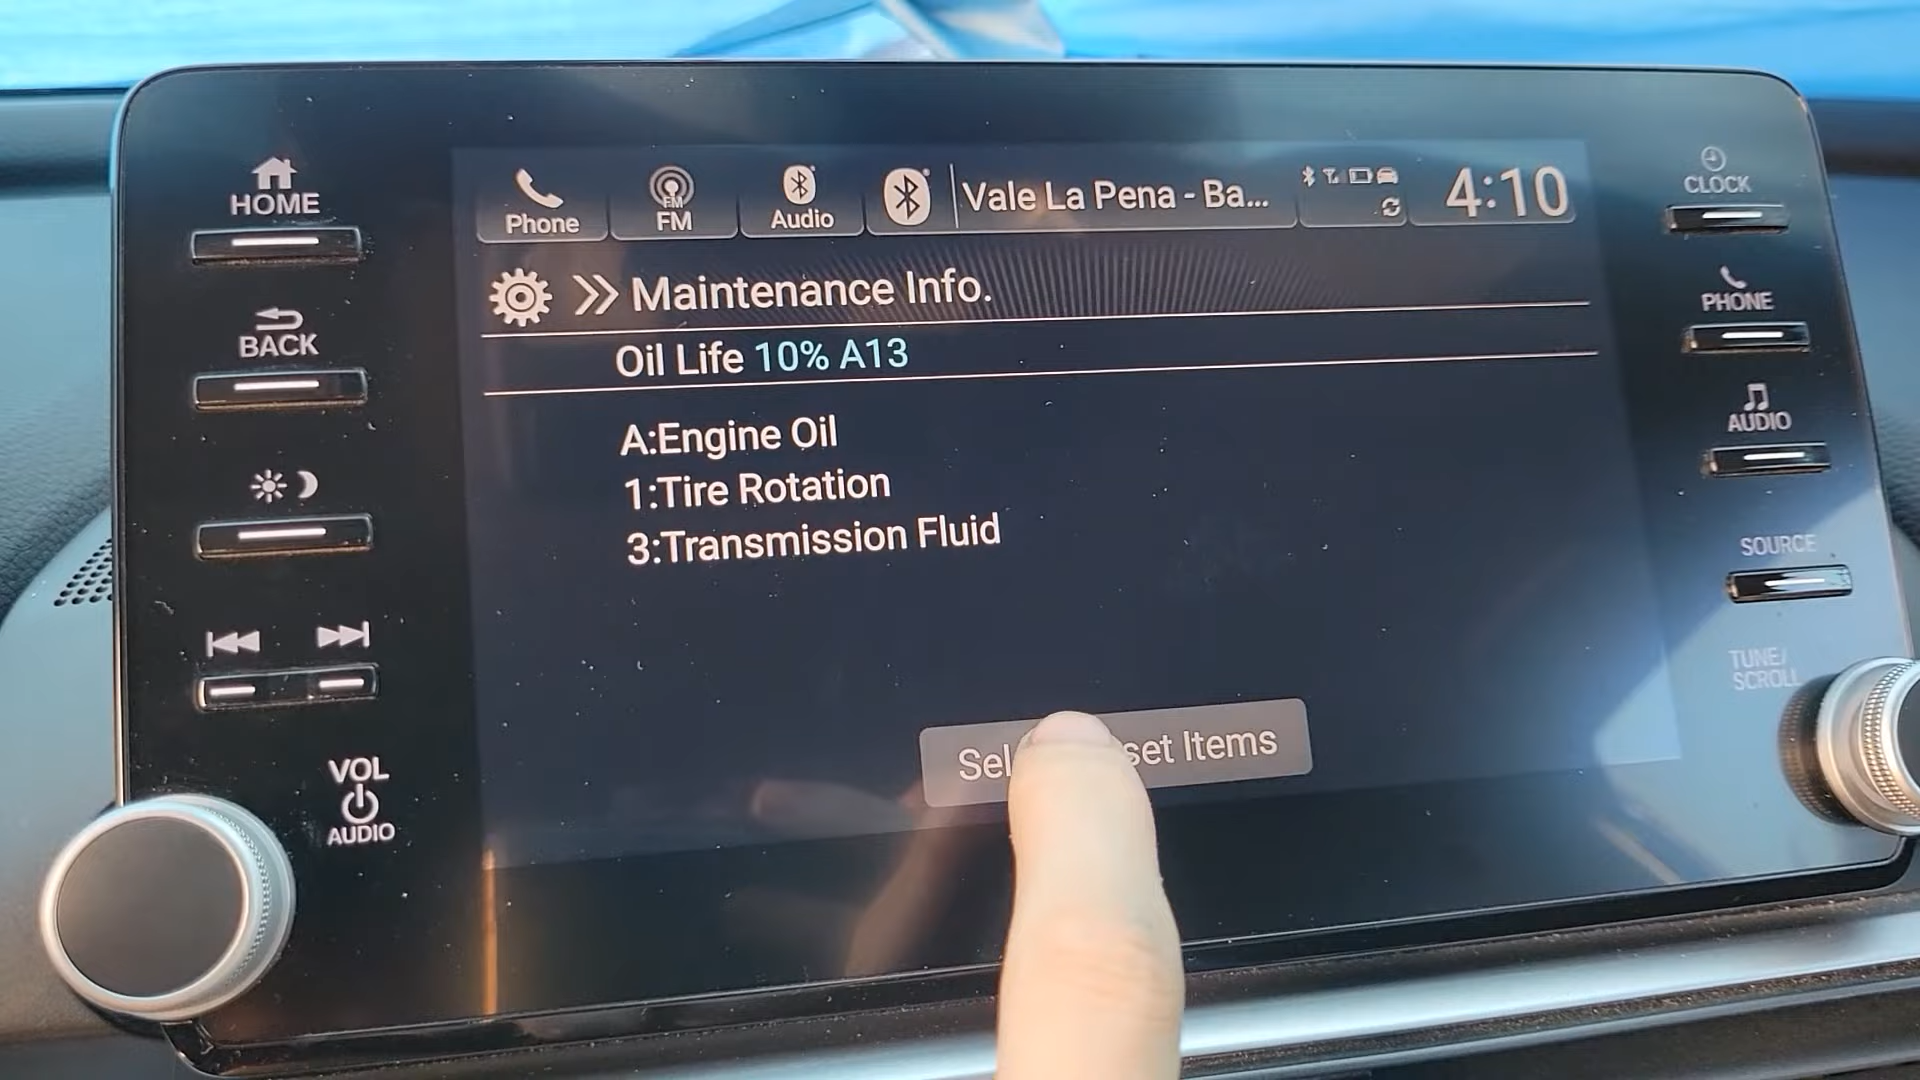 HOME
BACK
VOL
AUDIO
Phone
FM
FM
Audio
Vale La Pena - Ba...
4:10
Maintenance Info.
Oil Life 10% A13
A:Engine Oil
1:Tire Rotation
3:Transmission Fluid
Items
CLOCK
PHONE
AUDIO
SOURCE
TUNE/
SCROLL